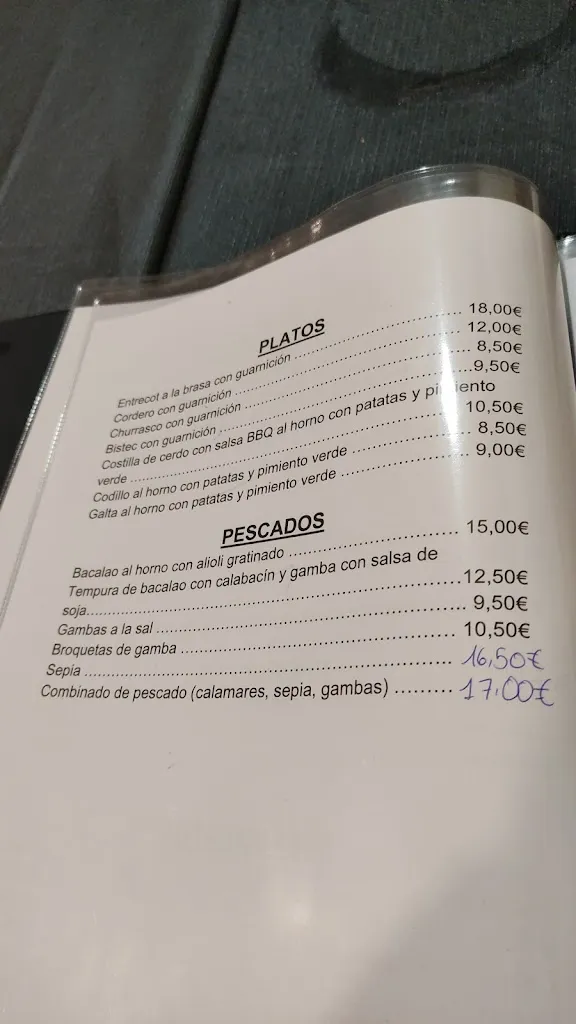 PLATOS
Entrecot a la brasa con guarnición .......................................... 18,00€
Cordero con guarnición .......................................... 12,00€
Churrasco con guarnición .......................................... 8,50€
Bistec con guarnición ..........................................9,50€
Costilla de cerdo con salsa BBQ al horno con patatas y pimiento
verde .......................................... 10,50€
Codillo al horno con patatas y pimiento verde ........................ 8,50€
Galta al horno con patatas y pimiento verde ........................ 9,00€
PESCADOS
Bacalao al horno con alioli gratinado .............................. 15,00€
Tempura de bacalao con calabacín y gamba con salsa de
soja..........................................12,50€
Gambas a la sal .......................................... 9,50€
Broquetas de gamba .......................................... 10,50€
Sepia .......................................... 16,50€
Combinado de pescado (calamares, sepia, gambas) ......... 17.00€